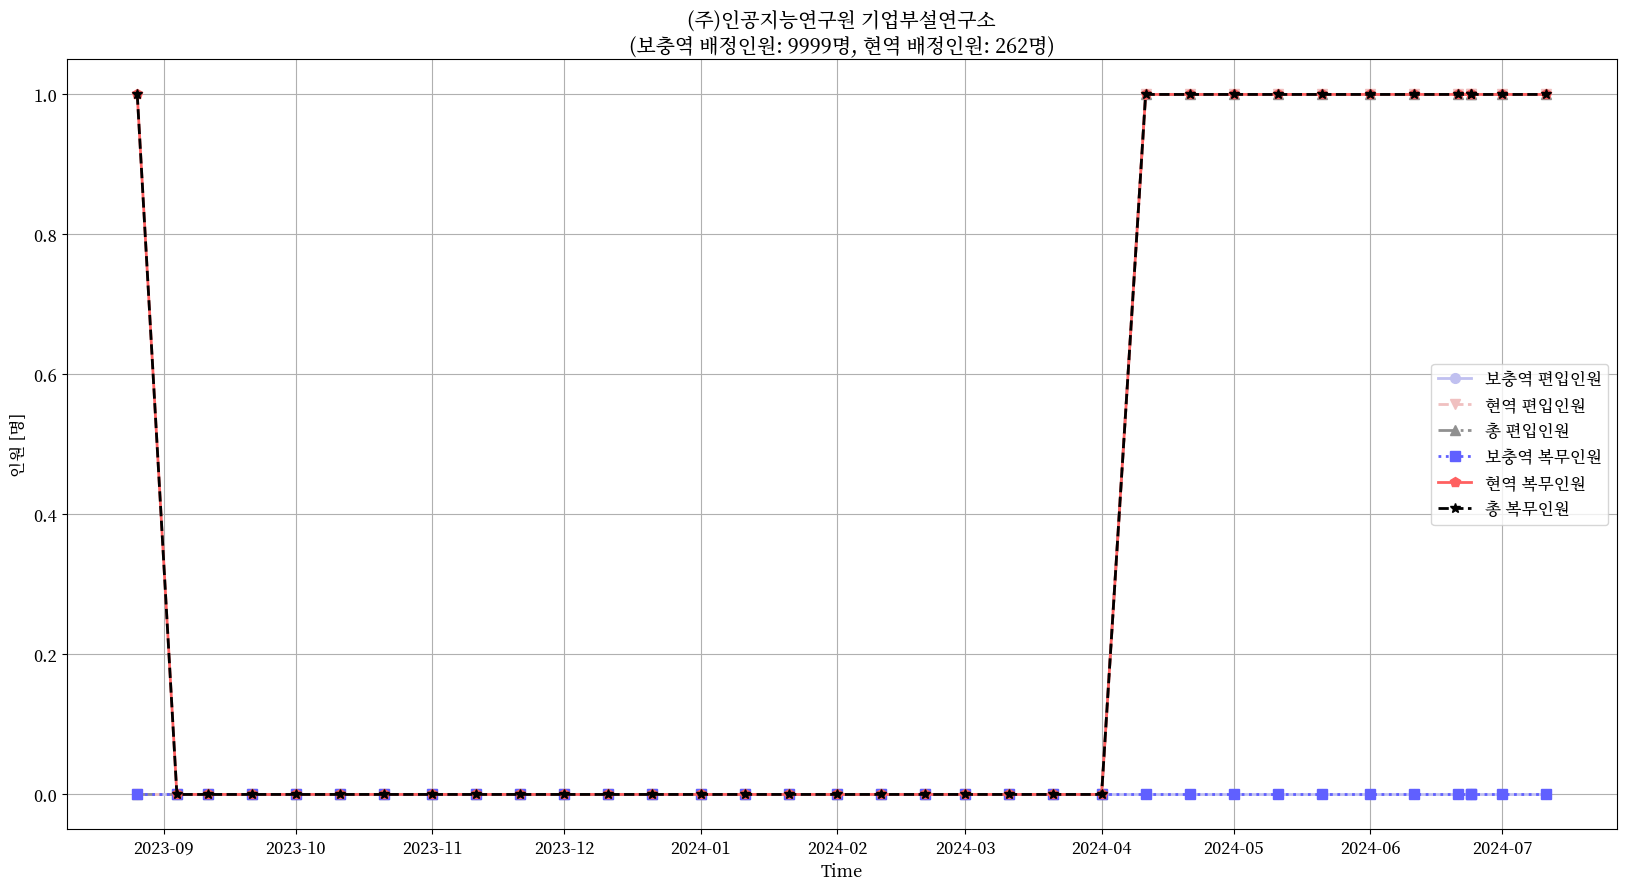 (주)인공지능연구원 기업부설연구소
(보충역 배정인원: 9999명, 현역 배정인원: 262명)
인원 [명]
1.0
0.8
0.6
0.4
0.2
0.0
보충역 편입인원
현역 편입인원
총 편입인원
보충역 복무인원
현역 복무인원
총 복무인원
2023-09 2023-10 2023-11 2023-12 2024-01 2024-02 2024-03 2024-04 2024-05 2024-06 2024-07
Time